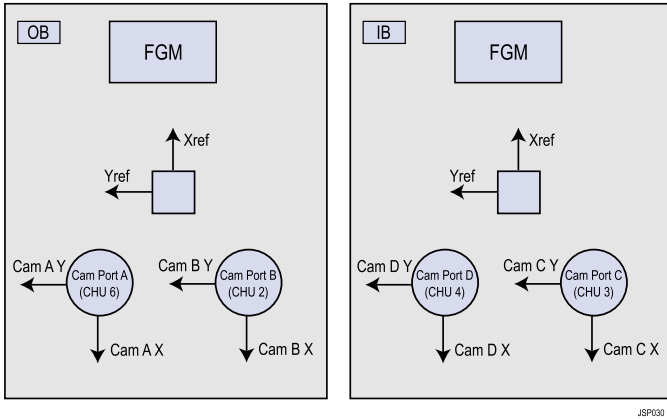 OB
FGM
Xref
Yref
Cam A Y
Cam Port A
(CHU 6)
Cam B Y
Cam Port B
(CHU 2)
Cam A X
Cam B X
IB
FGM
Xref
Yref
Cam D Y
Cam Port D
(CHU 4)
Cam C Y
Cam Port C
(CHU 3)
Cam D X
Cam C X
JSP030